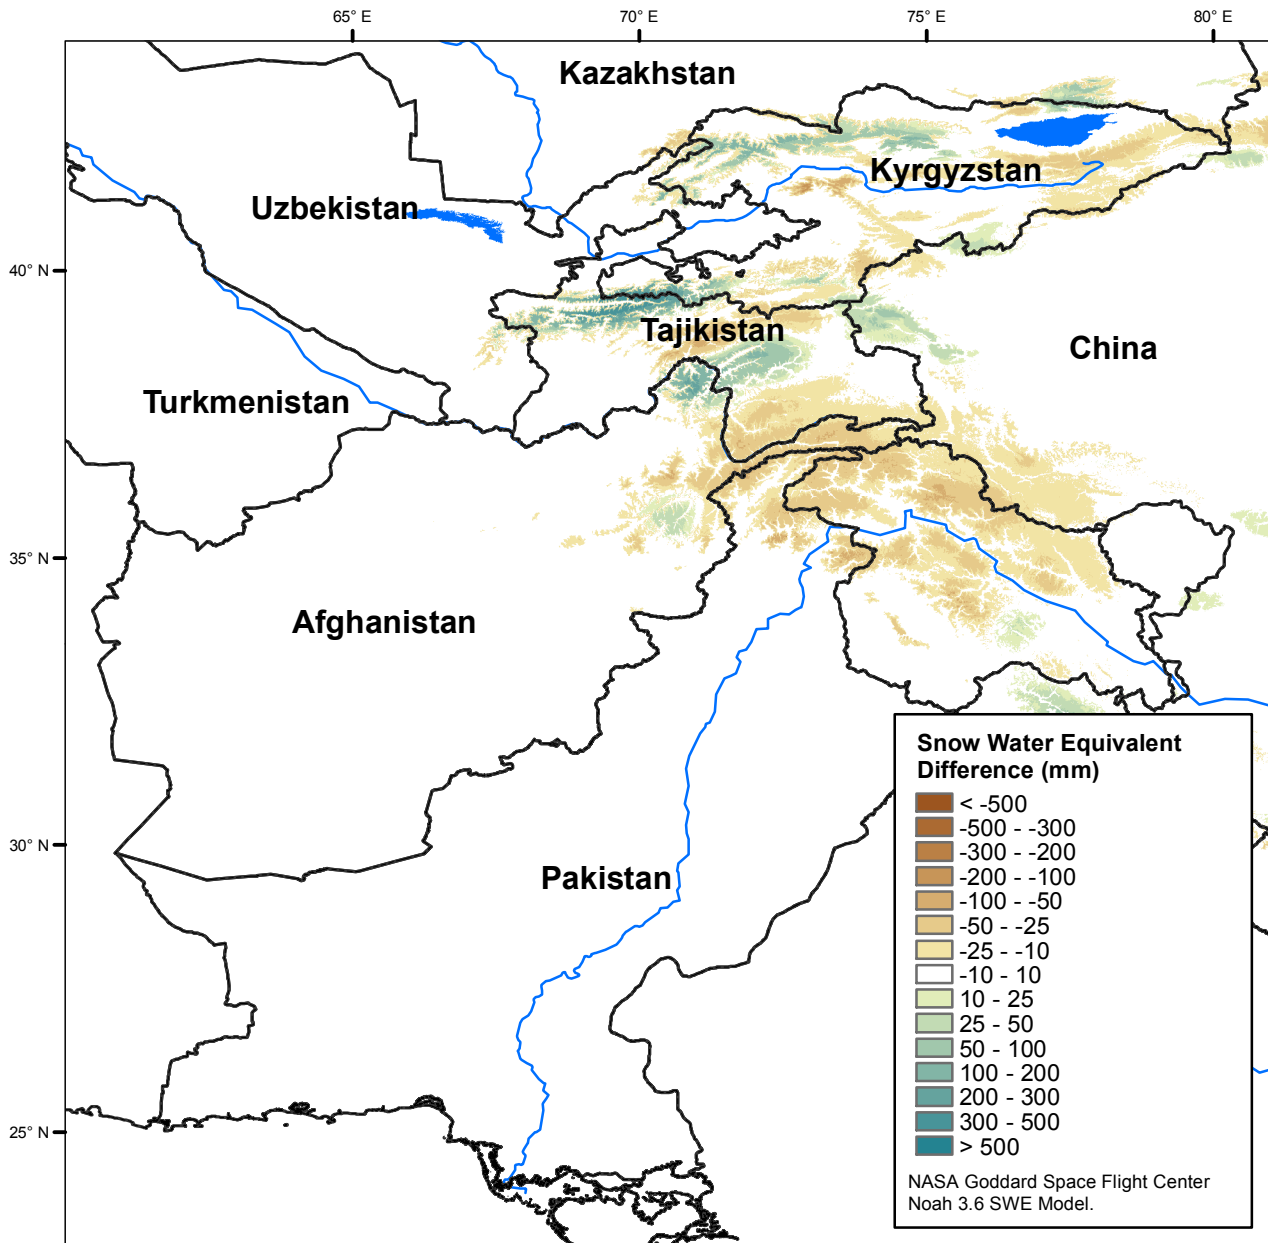 65° E
70° E
75° E
80° E
Kazakhstan
Kyrgyzstan
Uzbekistan
40° N
Tajikistan
China
Turkmenistan
35° N
Afghanistan
Snow Water Equivalent
Difference (mm)
< -500
-500 - -300
-300 - -200
-200 - -100
-100 - -50
-50 - -25
-25 - -10
-10 - 10
10 - 25
25 - 50
50 - 100
100 - 200
200 - 300
300 - 500
> 500
NASA Goddard Space Flight Center
Noah 3.6 SWE Model.
30° N
Pakistan
25° N